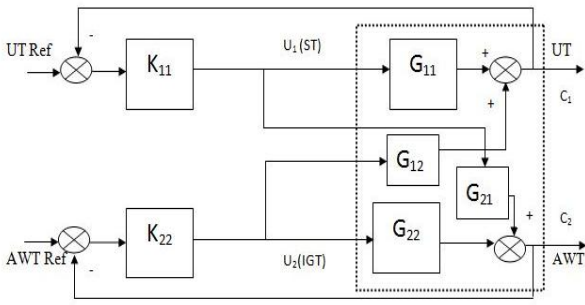 -
UT Ref
K11
U1 (ST)
G11
+
UT
C1
+
G12
G21
+
C2
AWT Ref
-
K22
U2(IGT)
G22
AWT